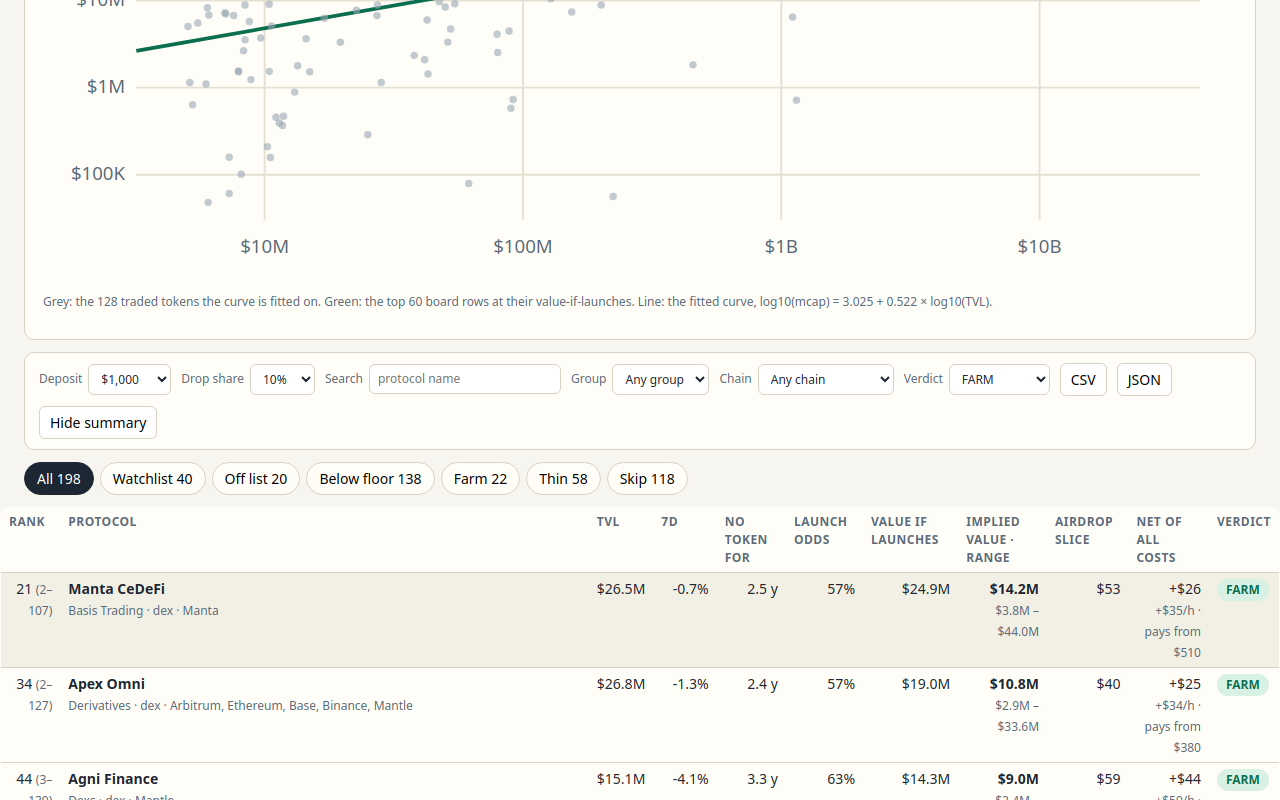 $10M
$1M
$100K
$10M $100M $1B $10B
Grey: the 128 traded tokens the curve is fitted on. Green: the top 60 board rows at their value-if-launches. Line: the fitted curve, log10(mcap) = 3.025 + 0.522 × log10(TVL).
Deposit $1,000 Drop share 10% Search protocol name Group Any group Chain Any chain Verdict FARM CSV JSON
Hide summary
All 198 Watchlist 40 Off list 20 Below floor 138 Farm 22 Thin 58 Skip 118
RANK PROTOCOL TVL 7D NO TOKEN FOR LAUNCH ODDS VALUE IF LAUNCHES IMPLIED VALUE · RANGE AIRDROP SLICE NET OF ALL COSTS VERDICT
21 (2– Manta CeDeFi $26.5M -0.7% 2.5 y 57% $24.9M $14.2M $53 +$26 FARM
107) Basis Trading · dex · Manta $3.8M – +$35/h ·
$44.0M pays from
$510
34 (2– Apex Omni $26.8M -1.3% 2.4 y 57% $19.0M $10.8M $40 +$25 FARM
127) Derivatives · dex · Arbitrum, Ethereum, Base, Binance, Mantle $2.9M – +$34/h ·
$33.6M pays from
$380
44 (3– Agni Finance $15.1M -4.1% 3.3 y 63% $14.3M $9.0M $59 +$44 FARM
139) Dexs · dex · Mantle $2.4M – +$59/h ·